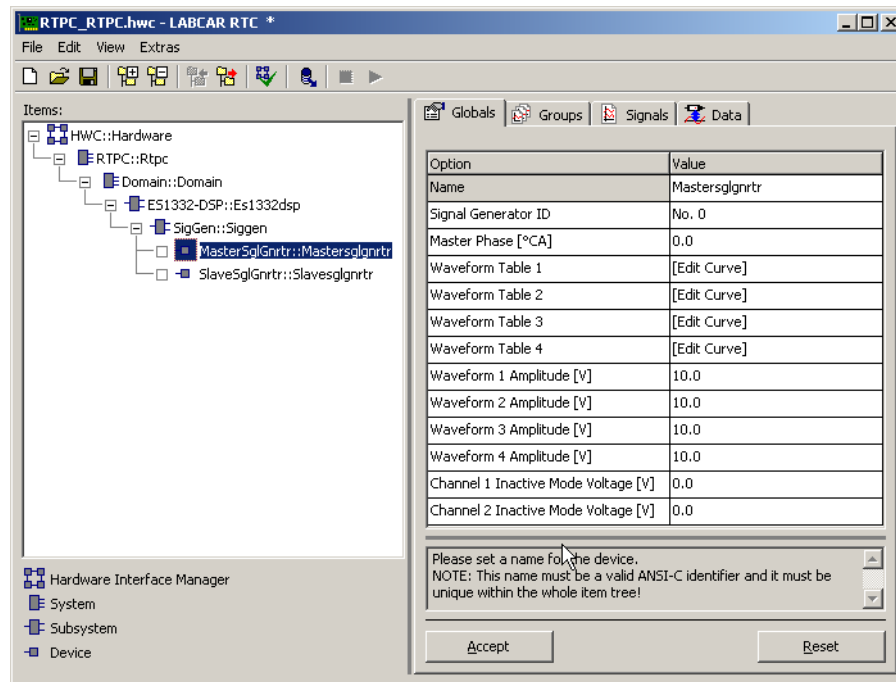 RTPC_RTPC.hwc - LABCAR RTC *
File Edit View Extras
Items:
HWC::Hardware
RTPC::Rtpc
Domain::Domain
ES1332-DSP::Es1332dsp
SigGen::Siggen
MasterSglGnrtr::Mastersglgnrtr
SlaveSglGnrtr::Slavesglgnrtr
Hardware Interface Manager
System
Subsystem
Device
Globals Groups Signals Data
Option Value
Name Mastersglgnrtr
Signal Generator ID No. 0
Master Phase [°CA] 0.0
Waveform Table 1 [Edit Curve]
Waveform Table 2 [Edit Curve]
Waveform Table 3 [Edit Curve]
Waveform Table 4 [Edit Curve]
Waveform 1 Amplitude [V] 10.0
Waveform 2 Amplitude [V] 10.0
Waveform 3 Amplitude [V] 10.0
Waveform 4 Amplitude [V] 10.0
Channel 1 Inactive Mode Voltage [V] 0.0
Channel 2 Inactive Mode Voltage [V] 0.0
Please set a name for the device.
NOTE: This name must be a valid ANSI-C identifier and it must be
unique within the whole item tree!
Accept Reset